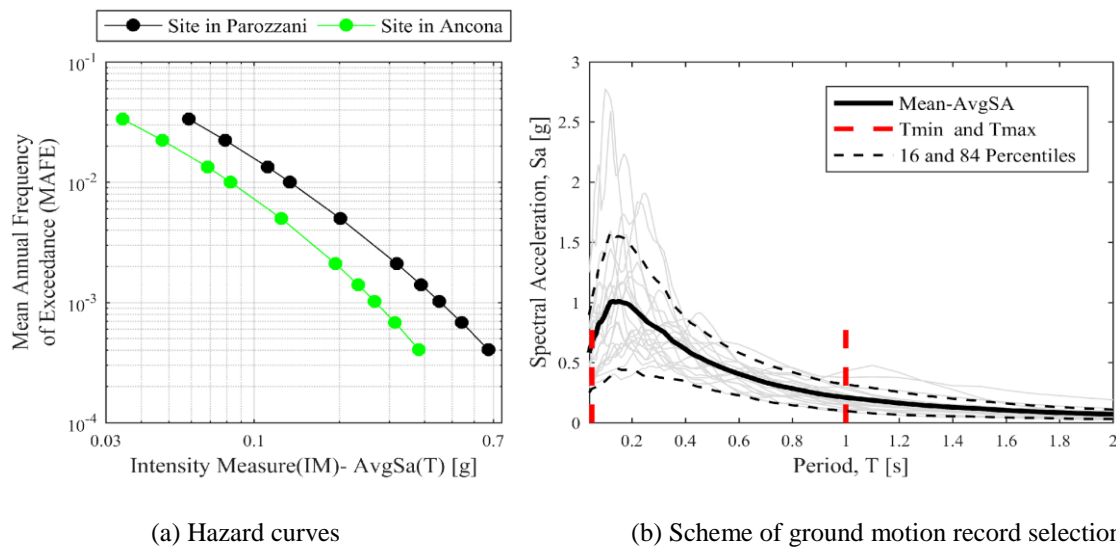 Site in Parozzani
Site in Ancona
Mean Annual Frequency
of Exceedance (MAFE)
10^-1
10^-2
10^-3
10^-4
0.03
0.1
0.7
Intensity Measure(IM)- AvgSa(T) [g]
(a) Hazard curves
Spectral Acceleration, Sa [g]
3
2.5
2
1.5
1
0.5
0
Mean-AvgSA
Tmin and Tmax
16 and 84 Percentiles
0.2
0.4
0.6
0.8
1
1.2
1.4
1.6
1.8
2
Period, T [s]
(b) Scheme of ground motion record selection